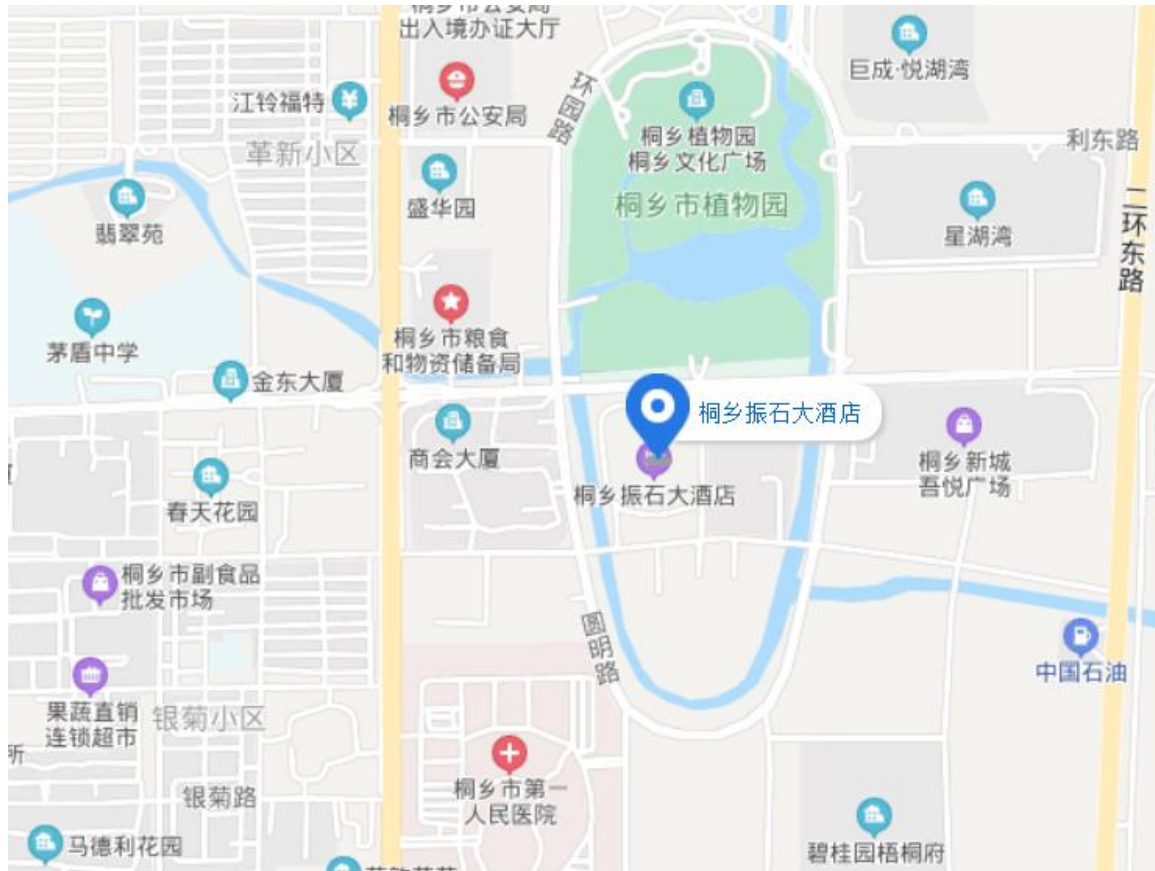 桐乡市公安局
出入境办证大厅
巨成·悦湖湾
江铃福特
桐乡市公安局
环园路
桐乡植物园
桐乡文化广场
利东路
革新小区
盛华园
桐乡市植物园
二环东路
翡翠苑
星湖湾
茅盾中学
桐乡市粮食
和物资储备局
金东大厦
桐乡振石大酒店
商会大厦
桐乡新城
吾悦广场
桐乡振石大酒店
春天花园
桐乡市副食品
批发市场
圆明路
中国石油
果蔬直销
连锁超市
银菊小区
所
桐乡市第一
人民医院
银菊路
马德利花园
碧桂园梧桐府